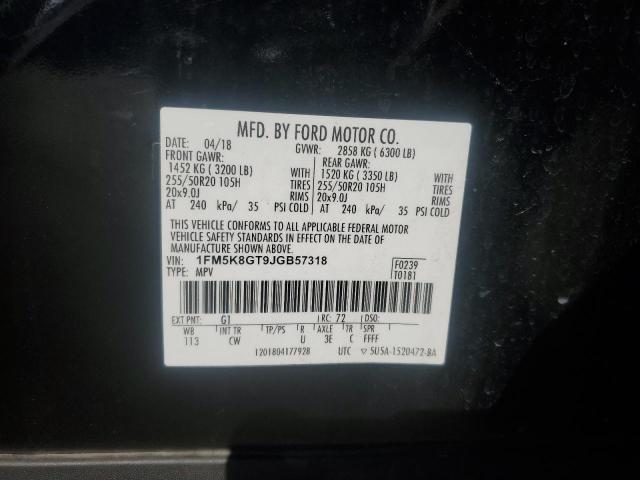 MFD. BY FORD MOTOR CO.
DATE: 04/18 GVWR: 2858 KG ( 6300 LB)
FRONT GAWR: REAR GAWR:
1452 KG ( 3200 LB) WITH 1520 KG ( 3350 LB) WITH
255/50R20 105H TIRES 255/50R20 105H TIRES
20x9.0J RIMS 20x9.0J RIMS
AT 240 kPa/ 35 PSI COLD AT 240 kPa/ 35 PSI COLD
THIS VEHICLE CONFORMS TO ALL APPLICABLE FEDERAL MOTOR
VEHICLE SAFETY STANDARDS IN EFFECT ON THE DATE OF
MANUFACTURE SHOWN ABOVE.
VIN: 1FM5K8GT9JGB57318 F0239
TYPE: MPV T0181
EXT PNT: G1 RC: 72 DSO:
WB INT TR TP/PS R AXLE TR SPR
113 CW U 3E C FFFF
1201804177928 UTC ▽ 5U5A-1520472-BA